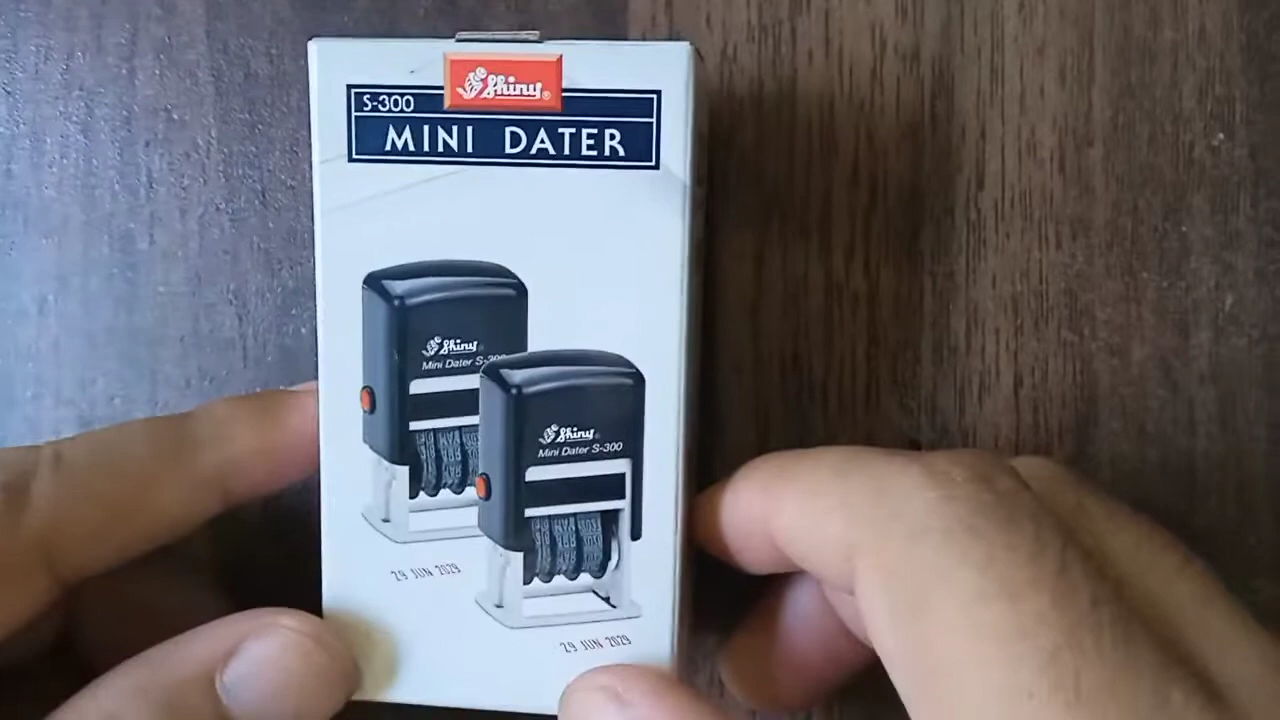 Shiny®
S-300
MINI DATER
Shiny
Mini Dater S-300
Shiny
Mini Dater S-300
29 JUN 2029
29 JUN 2029